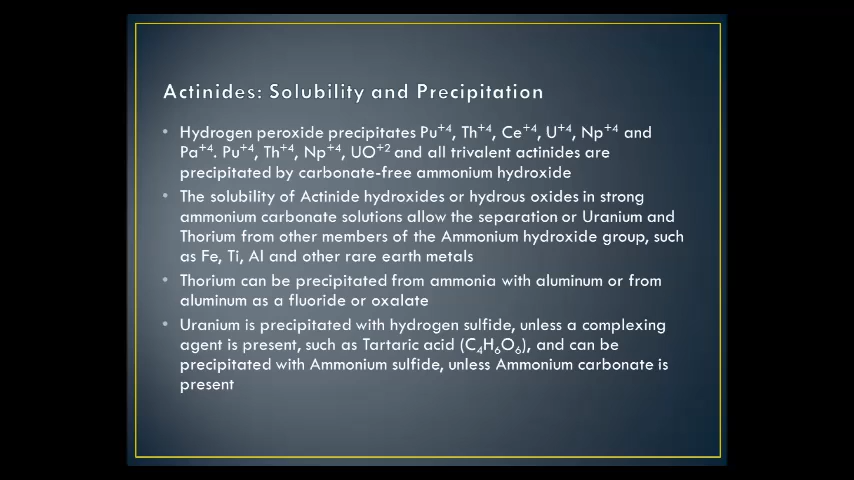 Actinides: Solubility and Precipitation
• Hydrogen peroxide precipitates Pu⁺⁴, Th⁺⁴, Ce⁺⁴, U⁺⁴, Np⁺⁴ and
Pa⁺⁴. Pu⁺⁴, Th⁺⁴, Np⁺⁴, UO⁺² and all trivalent actinides are
precipitated by carbonate-free ammonium hydroxide
• The solubility of Actinide hydroxides or hydrous oxides in strong
ammonium carbonate solutions allow the separation or Uranium and
Thorium from other members of the Ammonium hydroxide group, such
as Fe, Ti, Al and other rare earth metals
• Thorium can be precipitated from ammonia with aluminum or from
aluminum as a fluoride or oxalate
• Uranium is precipitated with hydrogen sulfide, unless a complexing
agent is present, such as Tartaric acid (C₄H₆O₆), and can be
precipitated with Ammonium sulfide, unless Ammonium carbonate is
present